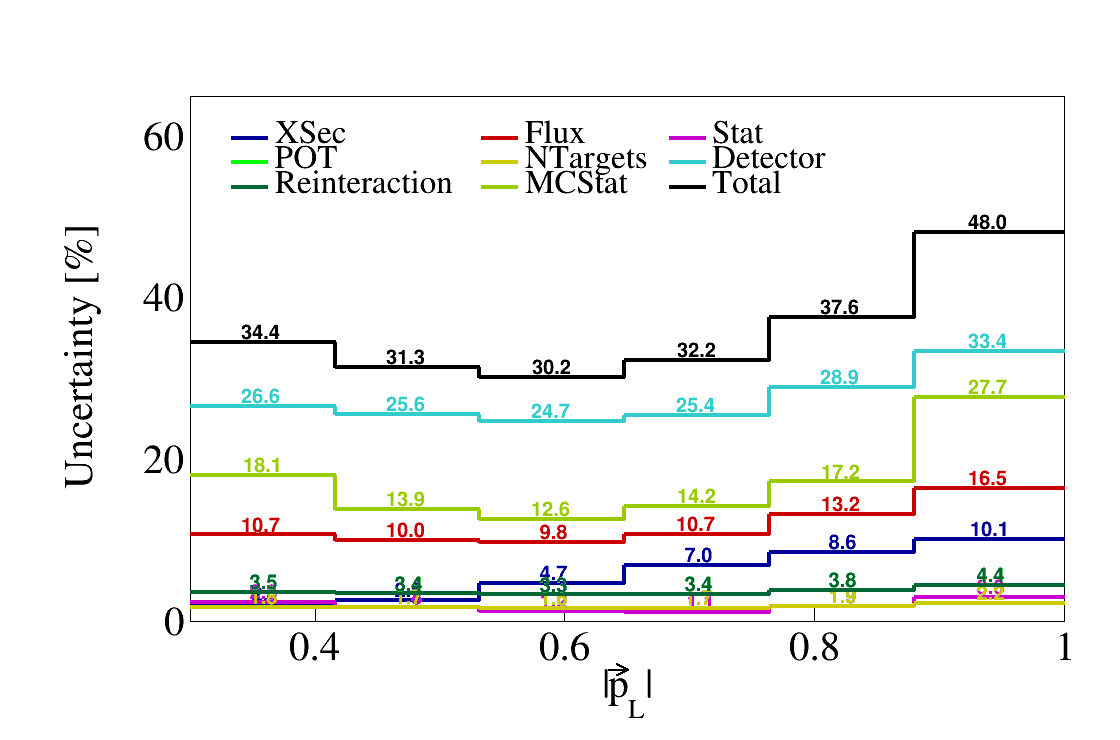 60
XSec Flux Stat
POT NTargets Detector
Reinteraction MCStat Total
Uncertainty [%]
48.0
40
37.6
34.4 31.3 30.2 32.2
33.4
26.6 25.6 24.7 25.4 28.9
27.7
20
18.1 13.9 12.6 14.2 17.2
16.5
10.7 10.0 9.8 10.7 13.2
4.7 7.0 8.6 10.1
3.5 3.4 3.3 3.4 3.8 4.4
1.9 2.2
0
0.4 0.6 0.8 1
|p⃗L|